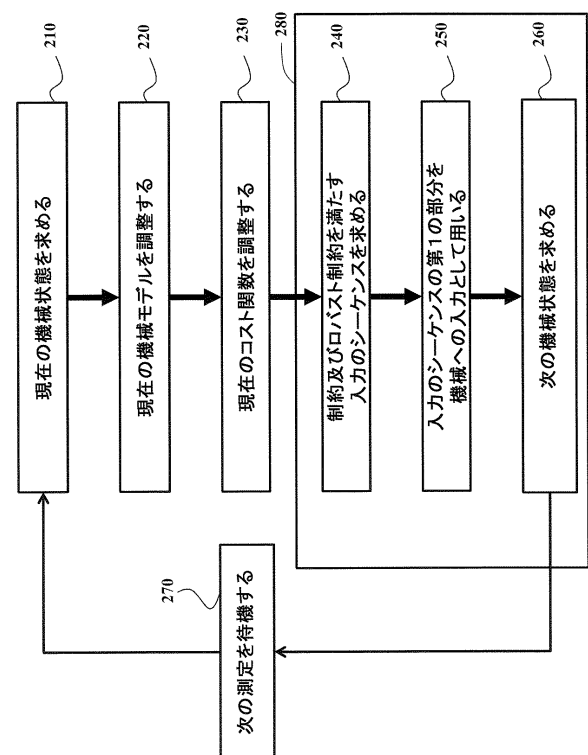 210
現在の機械状態を求める
220
現在の機械モデルを調整する
230
現在のコスト関数を調整する
280
240
制約及びロバスト制約を満たす
入力のシーケンスを求める
250
入力のシーケンスの第1の部分を
機械への入力として用いる
260
次の機械状態を求める
270
次の測定を待機する